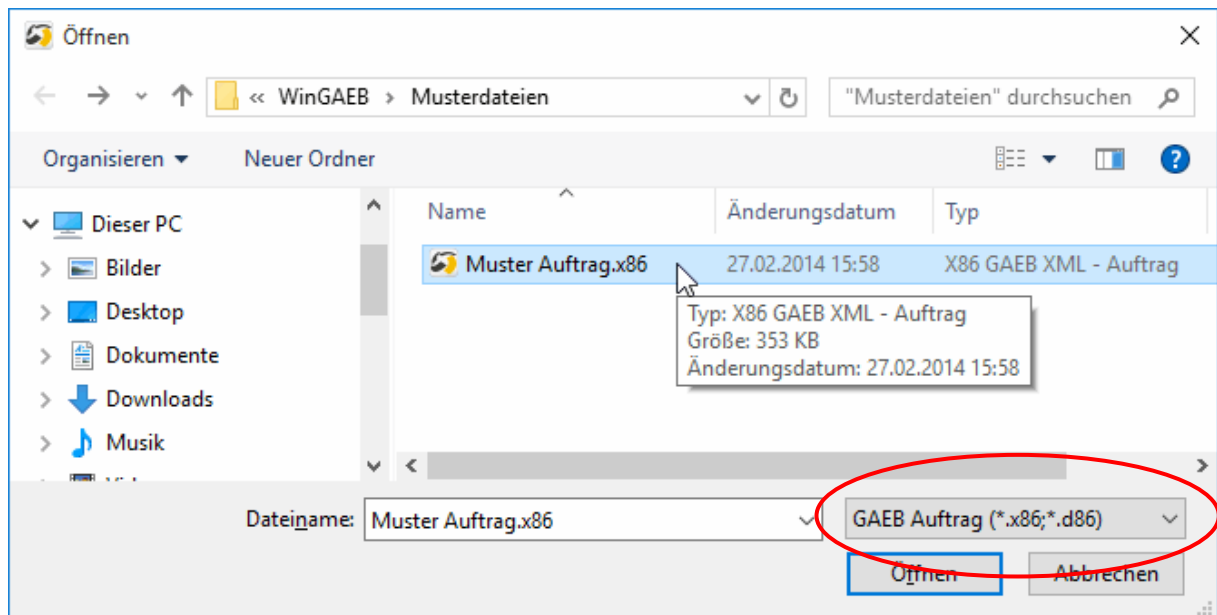 Öffnen
« WinGAEB › Musterdateien
"Musterdateien" durchsuchen
Organisieren
Neuer Ordner
Name
Änderungsdatum
Typ
Dieser PC
Bilder
Desktop
Dokumente
Downloads
Musik
Muster Auftrag.x86 27.02.2014 15:58 X86 GAEB XML - Auftrag
Typ: X86 GAEB XML - Auftrag
Größe: 353 KB
Änderungsdatum: 27.02.2014 15:58
Dateiname: Muster Auftrag.x86
GAEB Auftrag (*.x86;*.d86)
Öffnen
Abbrechen